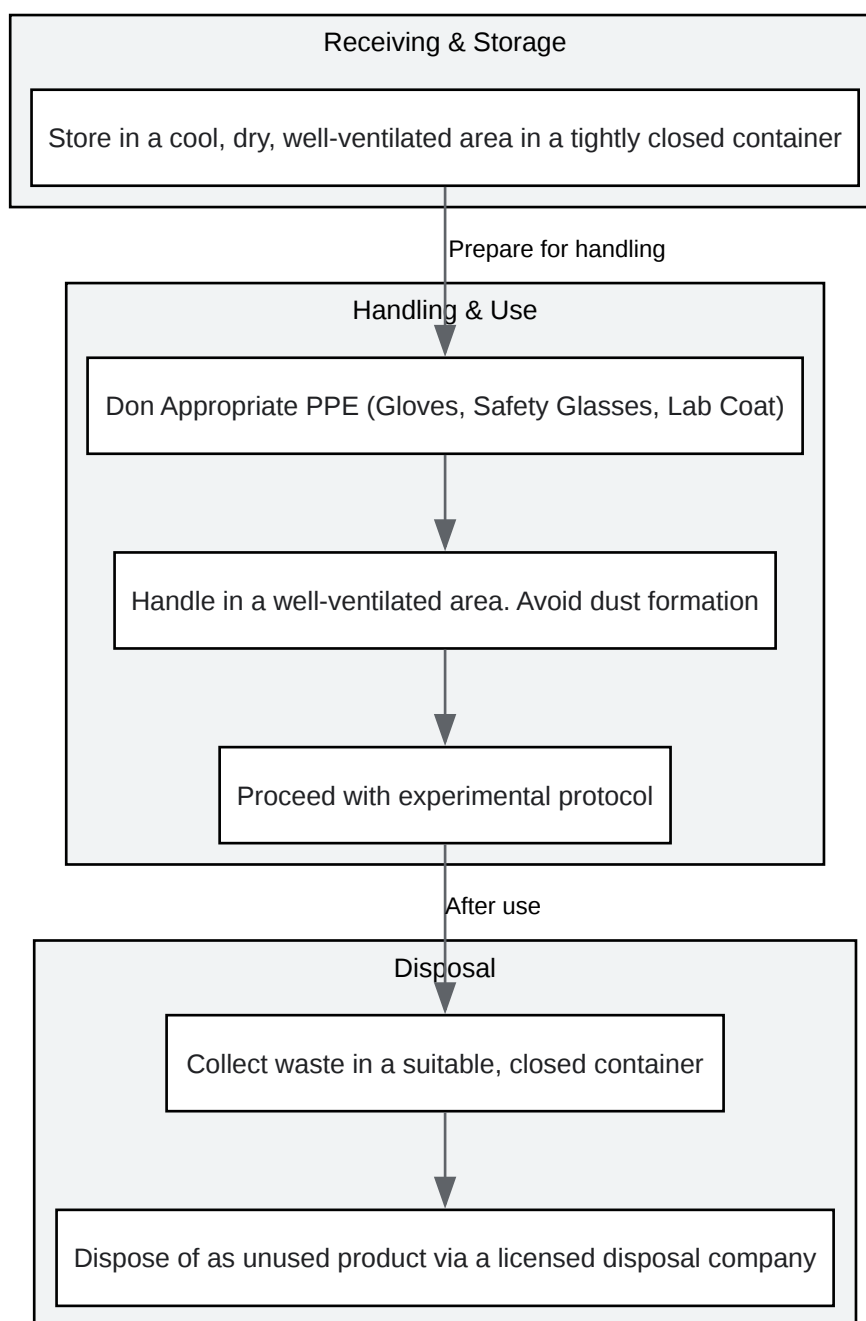 Receiving & Storage
Store in a cool, dry, well-ventilated area in a tightly closed container
Prepare for handling
Handling & Use
Don Appropriate PPE (Gloves, Safety Glasses, Lab Coat)
Handle in a well-ventilated area. Avoid dust formation
Proceed with experimental protocol
After use
Disposal
Collect waste in a suitable, closed container
Dispose of as unused product via a licensed disposal company